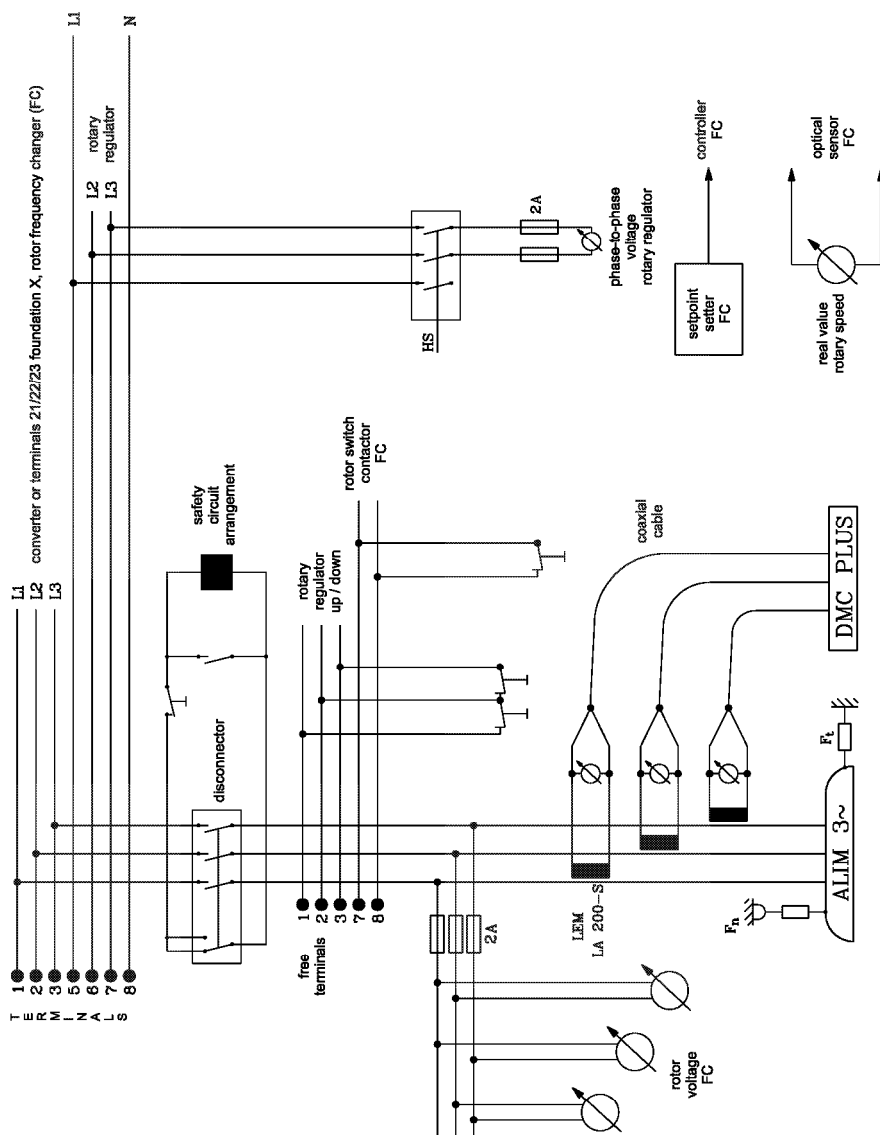 TERMINALS
1
2
3
5
6
7
8
L1
L2
L3
converter or terminals 21/22/23 foundation X, rotor frequency changer (FC)
L2
L3
rotary
regulator
L1
N
disconnector
safety
circuit
arrangement
HS
2A
phase-to-phase
voltage
rotary regulator
free
terminals
1
2
3
7
8
rotary
regulator
up / down
rotor switch
contactor
FC
setpoint
setter
FC
controller
FC
real value
rotary speed
optical
sensor
FC
2A
rotor
voltage
FC
LEM
LA 200-S
coaxial
cable
Fn
ALIM 3~
Ft
DMC PLUS